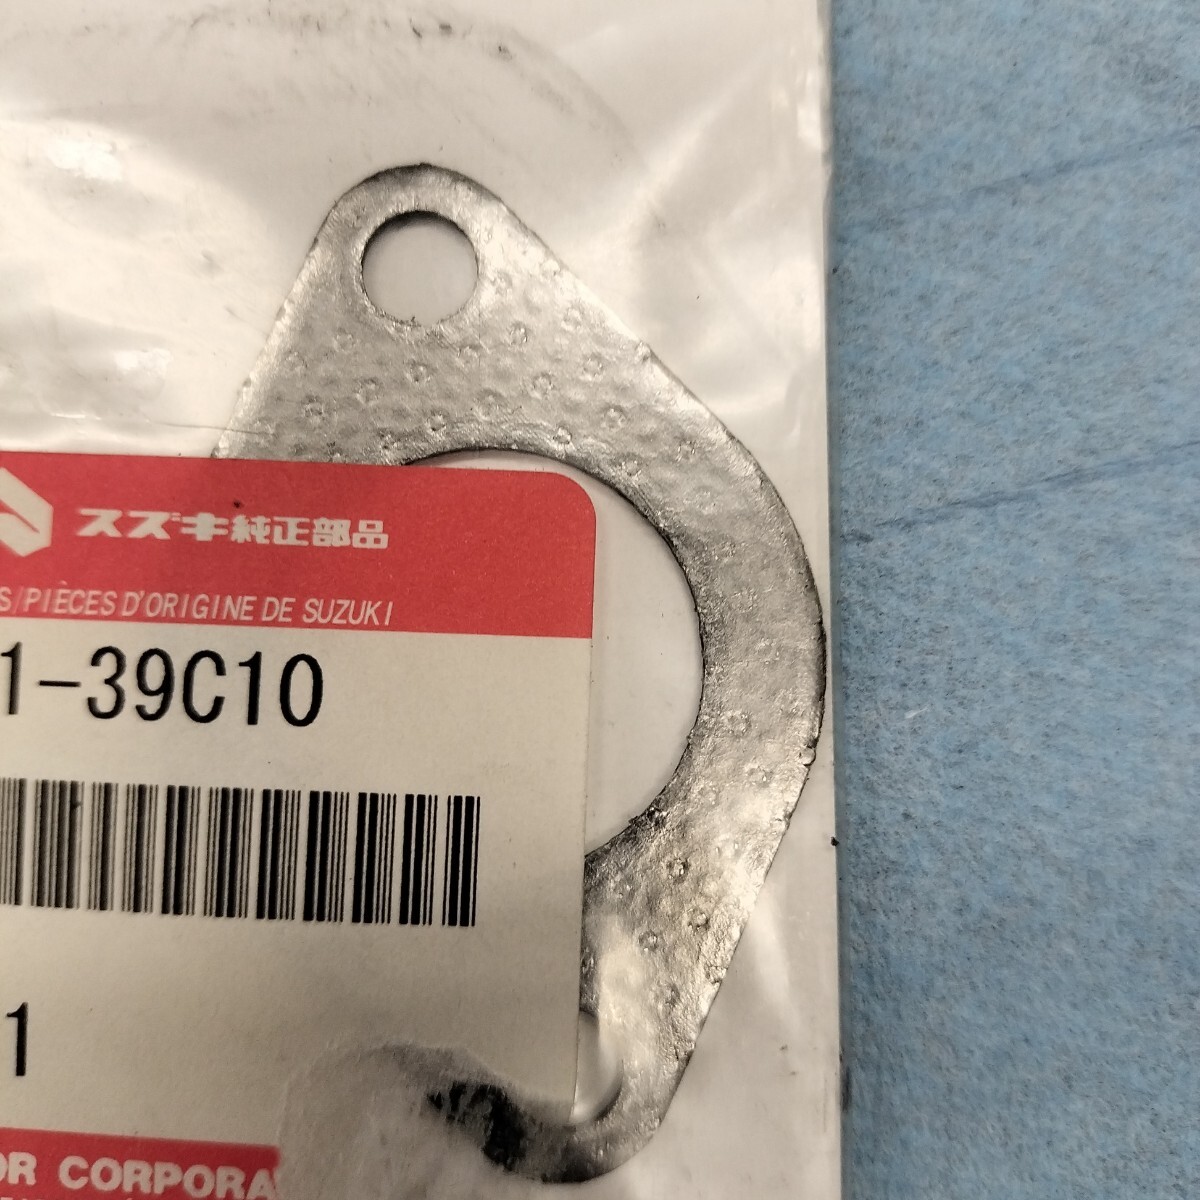 スズキ純正部品
S/PIÈCES D'ORIGINE DE SUZUKI
1-39C10
1
OR CORPORA